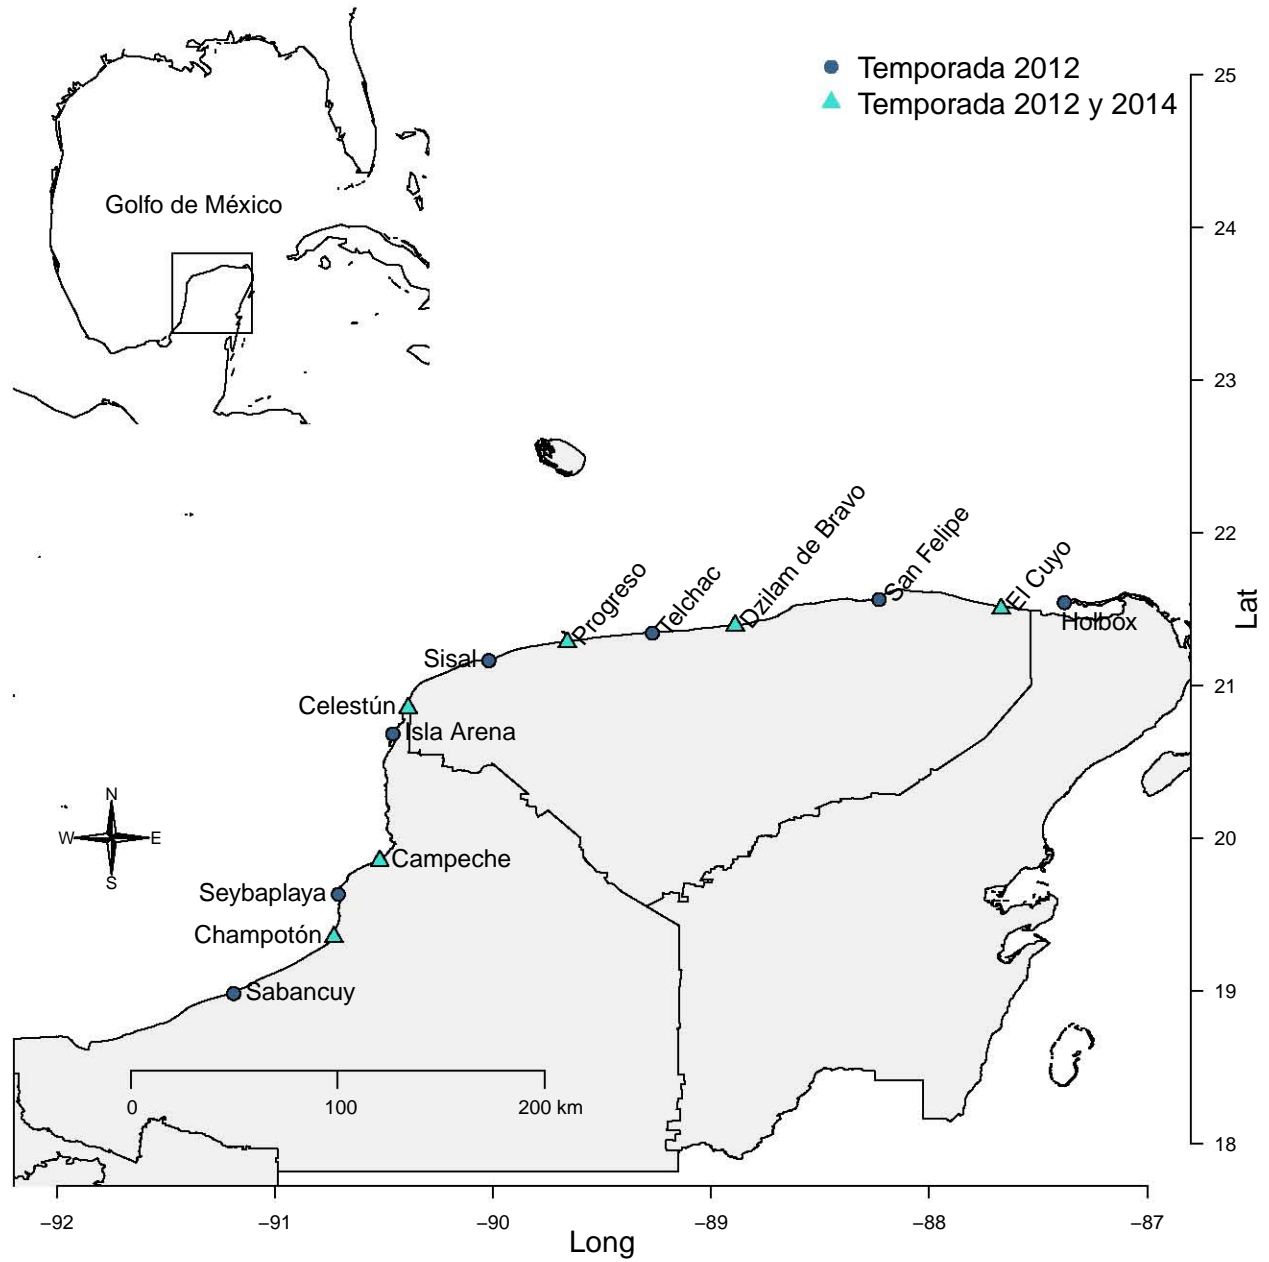 Temporada 2012
Temporada 2012 y 2014
Golfo de México
25
24
23
22
21
20
19
18
Lat
Progreso
Telchac
Dzilam de Bravo
San Felipe
El Cuyo
Holbox
Sisal
Celestún
Isla Arena
N
W E
S
Campeche
Seybaplaya
Champotón
Sabancuy
0 100 200 km
−92 −91 −90 −89 −88 −87
Long